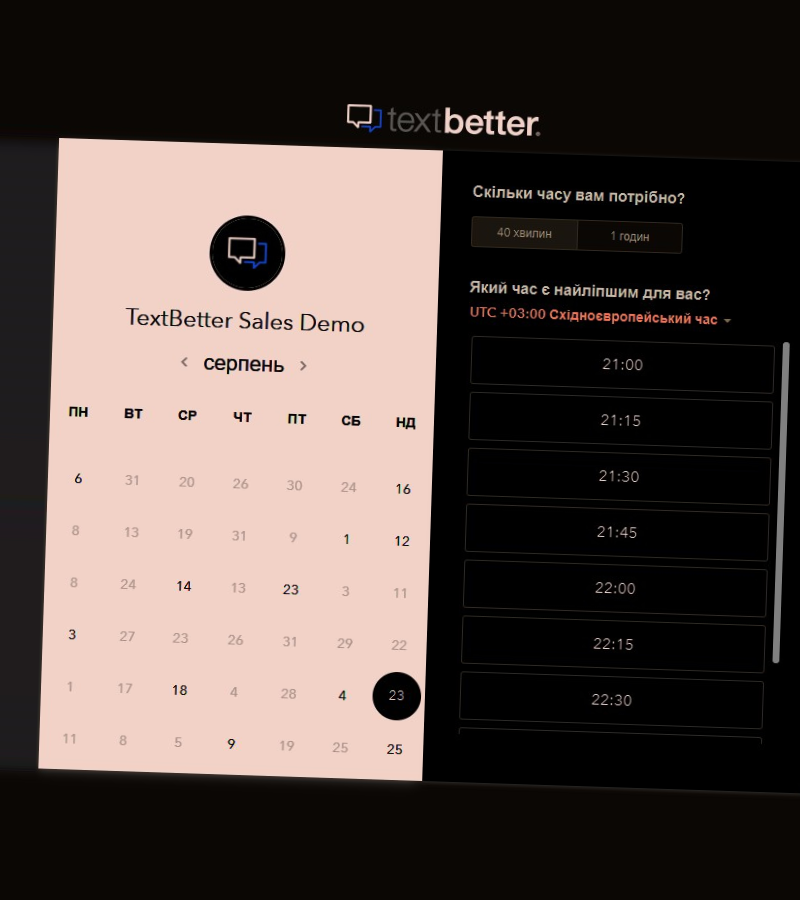 textbetter.
TextBetter Sales Demo
серпень
ПН ВТ СР ЧТ ПТ СБ НД
6 31 20 26 30 24 16
8 13 19 31 9 1 12
8 24 14 13 23 3 11
3 27 23 26 31 29 22
1 17 18 4 28 4 23
11 8 5 9 19 25 25
Скільки часу вам потрібно?
40 хвилин 1 годин
Який час є найліпшим для вас?
UTC +03:00 Східноєвропейський час
21:00
21:15
21:30
21:45
22:00
22:15
22:30